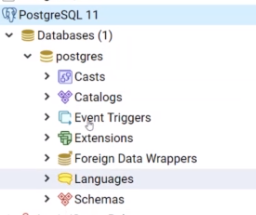 PostgreSQL 11
Databases (1)
postgres
Casts
Catalogs
Event Triggers
Extensions
Foreign Data Wrappers
Languages
Schemas